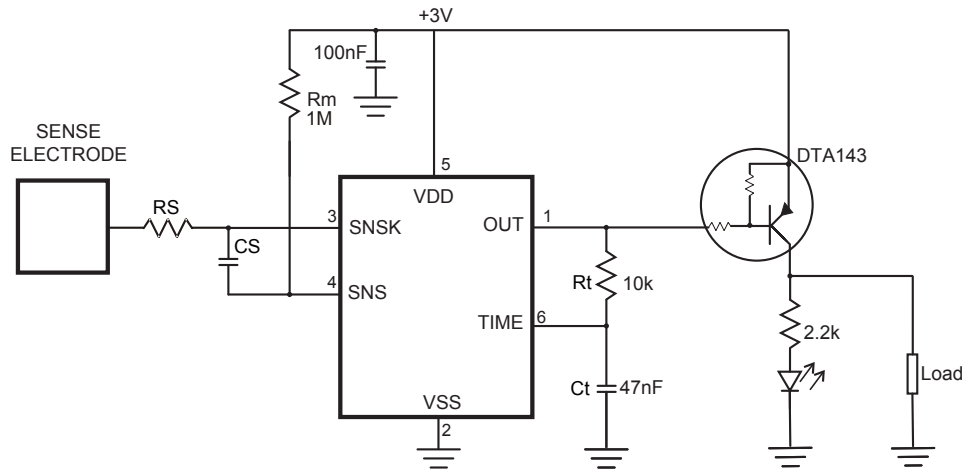 +3V
100nF
Rm
1M
SENSE
ELECTRODE
DTA143
5
VDD
RS
3
SNSK
OUT
1
CS
4
SNS
Rt
10k
TIME
6
2.2k
Ct
47nF
Load
VSS
2